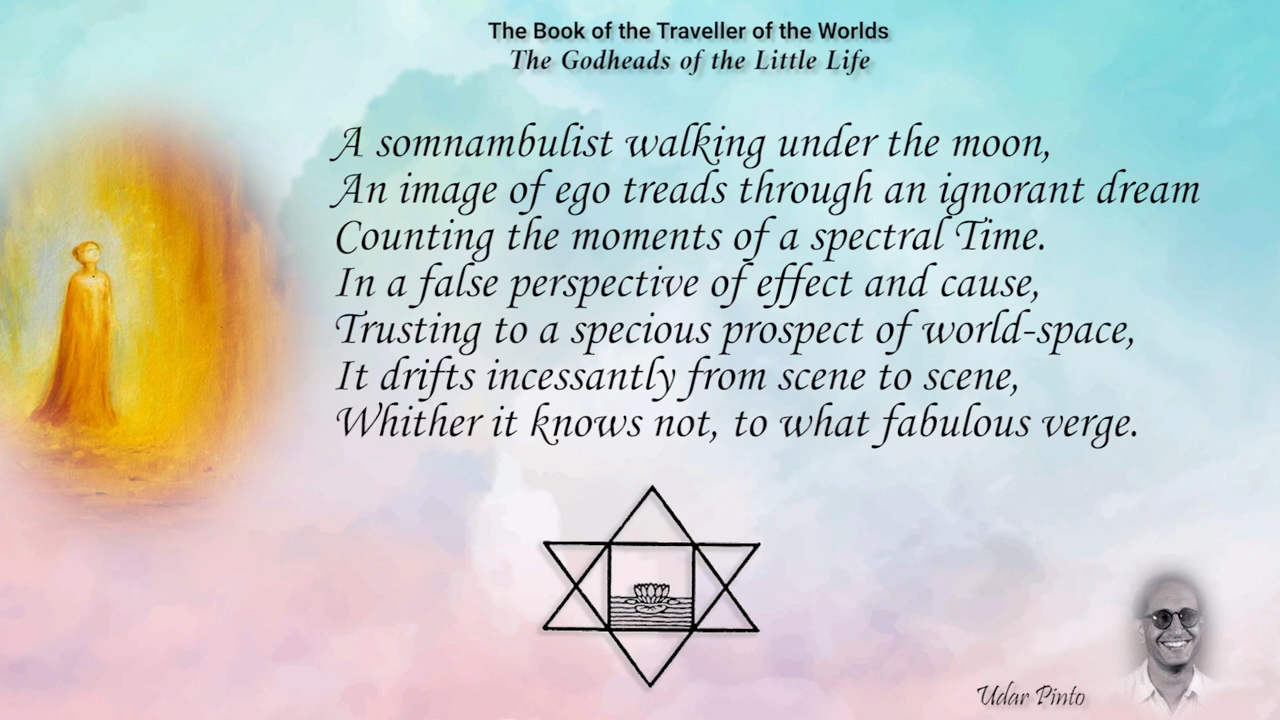 The Book of the Traveller of the Worlds
The Godheads of the Little Life
A somnambulist walking under the moon,
An image of ego treads through an ignorant dream
Counting the moments of a spectral Time.
In a false perspective of effect and cause,
Trusting to a specious prospect of world-space,
It drifts incessantly from scene to scene,
Whither it knows not, to what fabulous verge.
Udar Pinto